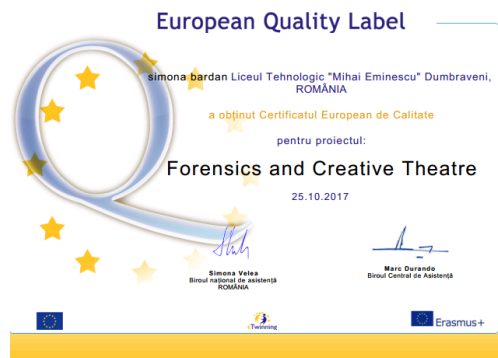 European Quality Label
simona bardan Liceul Tehnologic "Mihai Eminescu" Dumbraveni,
ROMÂNIA
a obținut Certificatul European de Calitate
pentru proiectul:
Forensics and Creative Theatre
25.10.2017
Simona Velea
Biroul național de asistență
ROMÂNIA
Marc Durando
Biroul Central de Asistență
eTwinning
Erasmus+